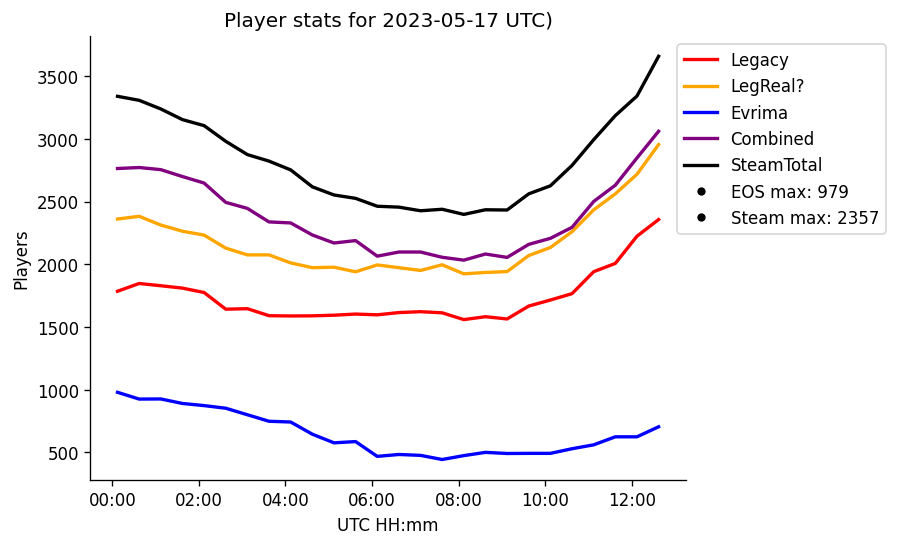 Player stats for 2023-05-17 UTC)
Players
3500
3000
2500
2000
1500
1000
500
00:00 02:00 04:00 06:00 08:00 10:00 12:00
UTC HH:mm
Legacy
LegReal?
Evrima
Combined
SteamTotal
EOS max: 979
Steam max: 2357